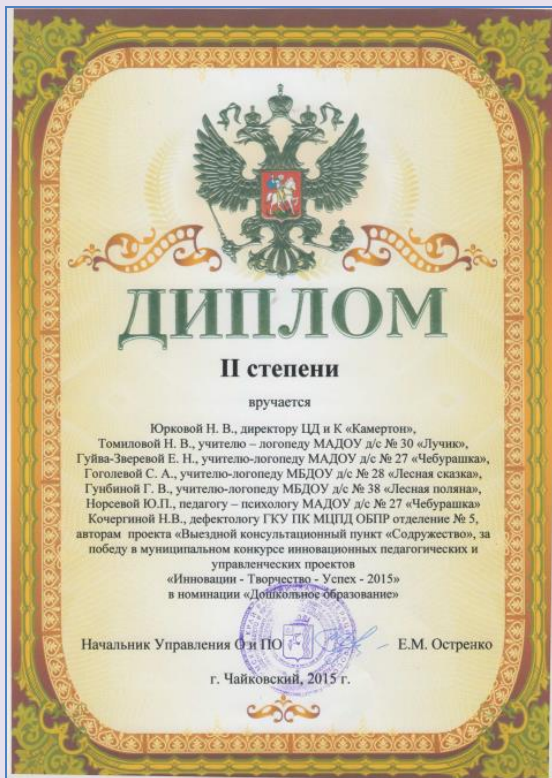 ДИПЛОМ
II степени
вручается
Юрковой Н. В., директору ЦД и К «Камертон»,
Томиловой Н. В., учителю – логопеду МАДОУ д/с № 30 «Лучик»,
Гуйва-Зверевой Е. Н., учителю-логопеду МАДОУ д/с № 27 «Чебурашка»,
Гоголевой С. А., учителю-логопеду МБДОУ д/с № 28 «Лесная сказка»,
Гунбиной Г. В., учителю-логопеду МБДОУ д/с № 38 «Лесная поляна»,
Норсевой Ю.П., педагогу – психологу МАДОУ д/с № 27 «Чебурашка»
Кочергиной Н.В., дефектологу ГКУ ПК МЦПД ОБПР отделение № 5,
авторам проекта «Выездной консультационный пункт «Содружество», за
победу в муниципальном конкурсе инновационных педагогических и
управленческих проектов
«Инновации - Творчество - Успех - 2015»
в номинации «Дошкольное образование»
Начальник Управления О и ПО Е.М. Остренко
г. Чайковский, 2015 г.